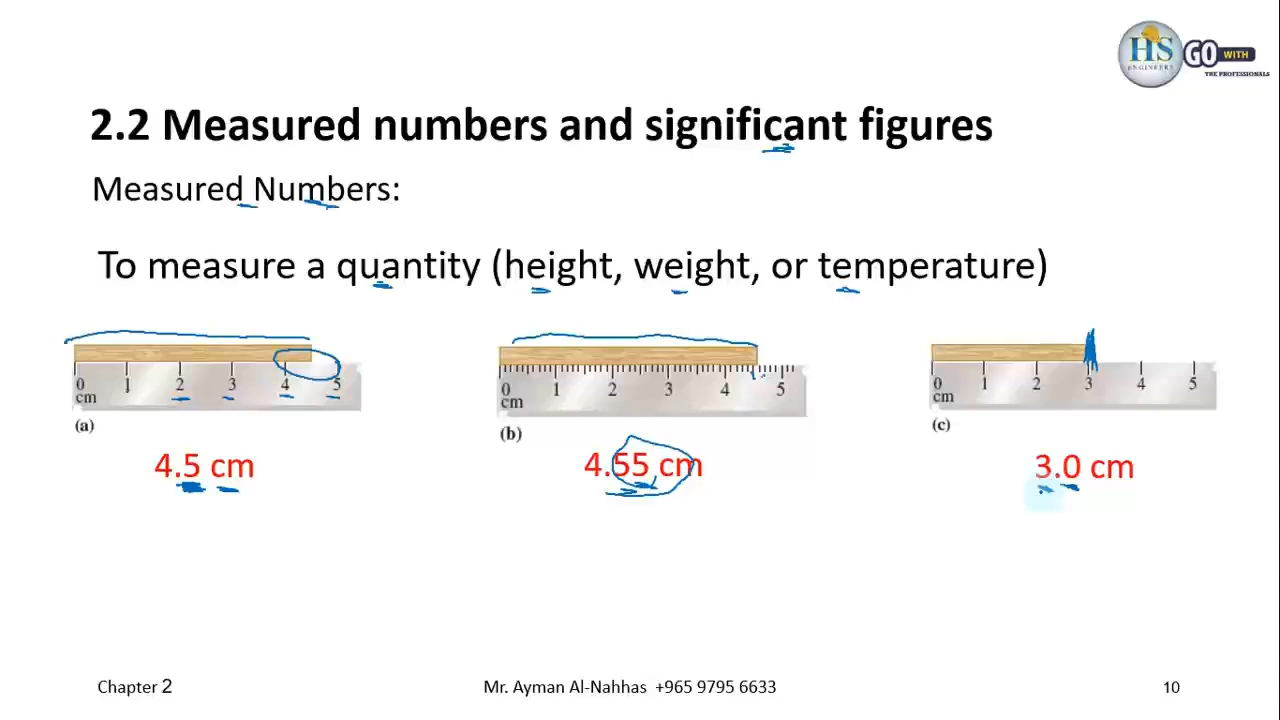 HS
ENGINEERS
GO WITH
THE PROFESSIONALS
2.2 Measured numbers and significant figures
Measured Numbers:
To measure a quantity (height, weight, or temperature)
0 1 2 3 4 5
cm
(a)
4.5 cm
0 1 2 3 4 5
cm
(b)
4.55 cm
0 1 2 3 4 5
cm
(c)
3.0 cm
Chapter 2 Mr. Ayman Al-Nahhas +965 9795 6633 10